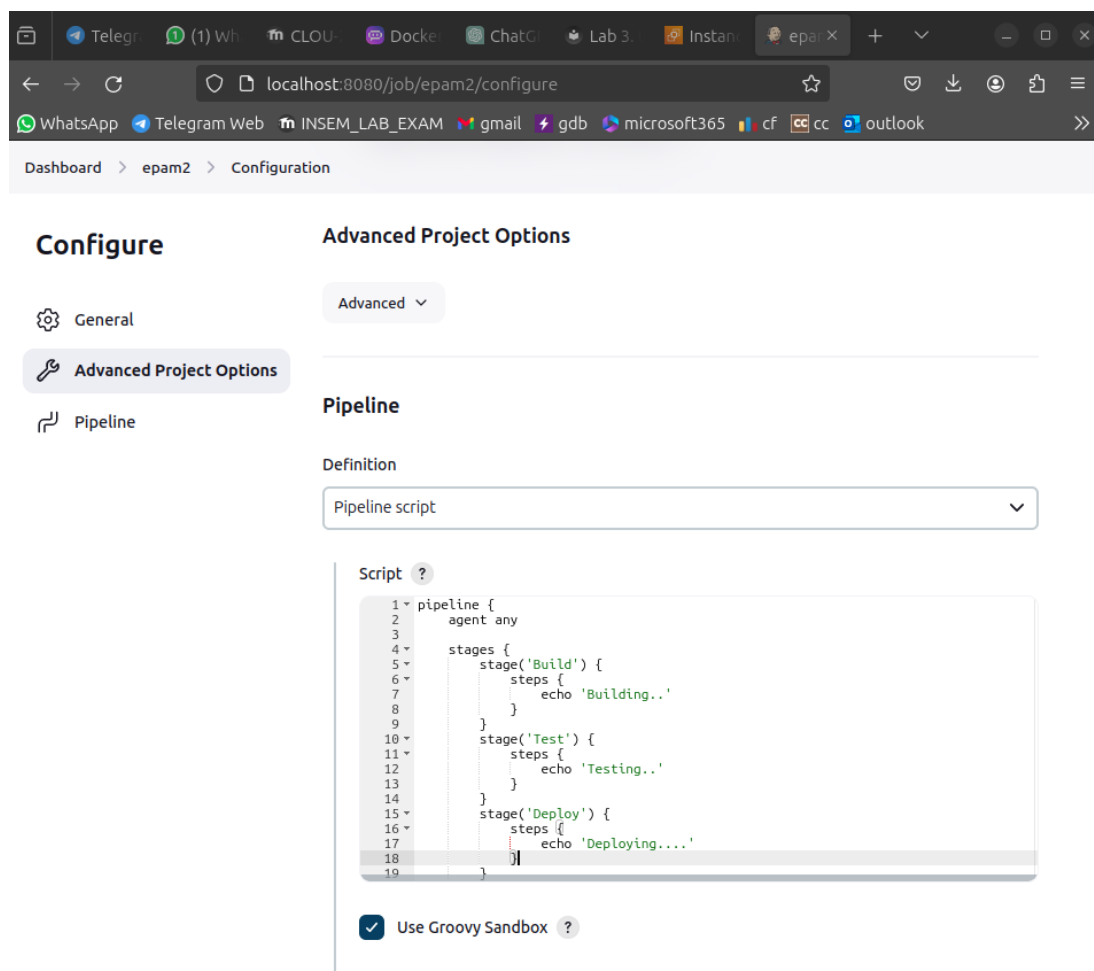 Telegr (1) Wh CLOU- Docke ChatG Lab 3. Instan epar
localhost:8080/job/epam2/configure
WhatsApp Telegram Web INSEM_LAB_EXAM gmail gdb microsoft365 cf cc cc outlook
Dashboard > epam2 > Configuration
Configure
General
Advanced Project Options
Pipeline
Advanced Project Options
Advanced
Pipeline
Definition
Pipeline script
Script ?
1 pipeline {
2     agent any
3
4     stages {
5         stage('Build') {
6             steps {
7                 echo 'Building..'
8             }
9         }
10         stage('Test') {
11             steps {
12                 echo 'Testing..'
13             }
14         }
15         stage('Deploy') {
16             steps {
17                 echo 'Deploying....'
18             }
19         }
Use Groovy Sandbox ?